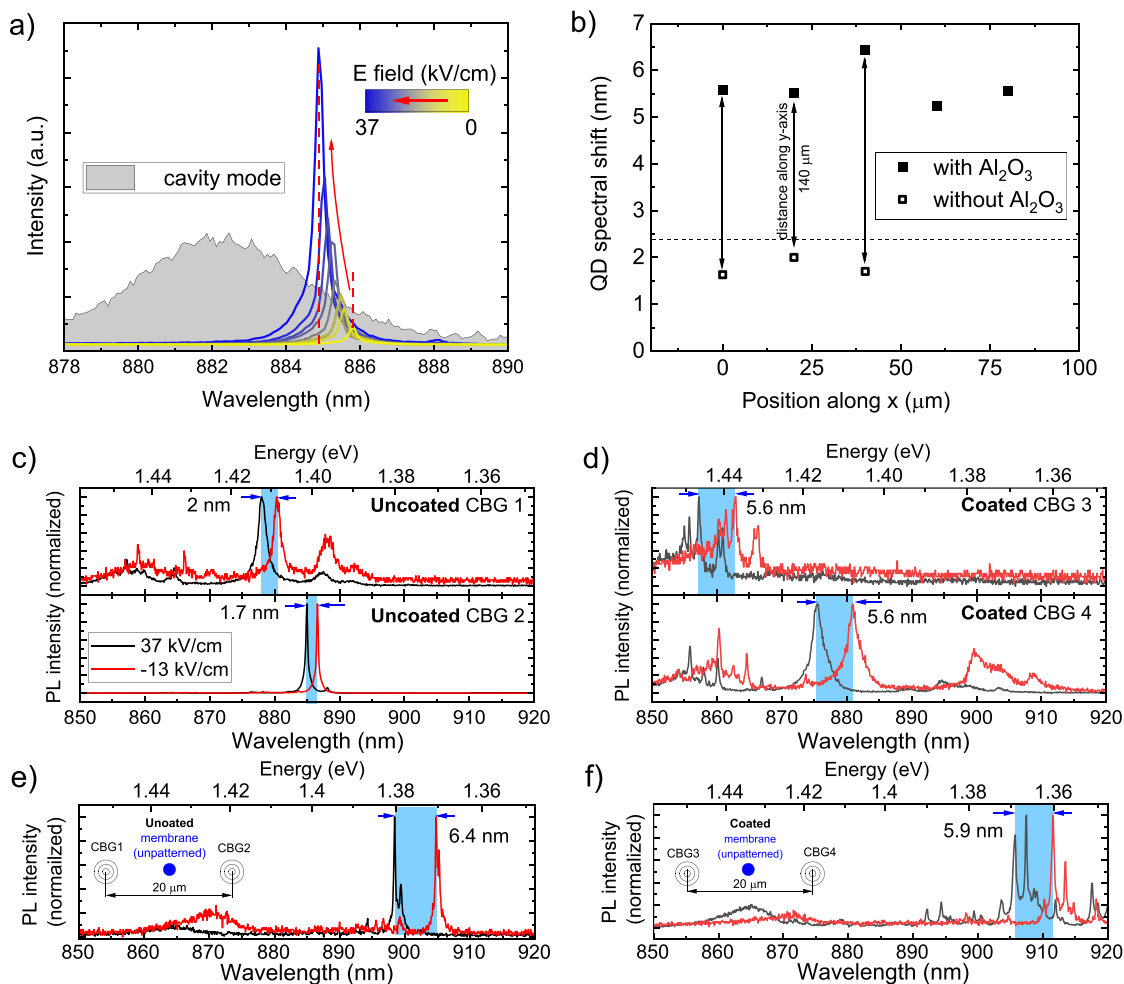 a)
Intensity (a.u.)
E field (kV/cm)
37 0
cavity mode
878 880 882 884 886 888 890
Wavelength (nm)
b)
QD spectral shift (nm)
7
6
5
4
3
2
1
0
distance along y-axis
140 μm
with Al₂O₃
without Al₂O₃
0 25 50 75 100
Position along x (μm)
c)
Energy (eV)
1.44 1.42 1.40 1.38 1.36
PL intensity (normalized)
2 nm
Uncoated CBG 1
1.7 nm
Uncoated CBG 2
37 kV/cm
-13 kV/cm
850 860 870 880 890 900 910 920
Wavelength (nm)
d)
Energy (eV)
1.44 1.42 1.40 1.38 1.36
PL intensity (normalized)
5.6 nm
Coated CBG 3
5.6 nm
Coated CBG 4
850 860 870 880 890 900 910 920
Wavelength (nm)
e)
Energy (eV)
1.44 1.42 1.4 1.38 1.36
PL intensity
(normalized)
Unoated
membrane
(unpatterned)
CBG1 CBG2
20 μm
6.4 nm
850 860 870 880 890 900 910 920
Wavelength (nm)
f)
Energy (eV)
1.44 1.42 1.40 1.38 1.36
PL intensity
(normalized)
Coated
membrane
(unpatterned)
CBG3 CBG4
20 μm
5.9 nm
850 860 870 880 890 900 910 920
Wavelength (nm)